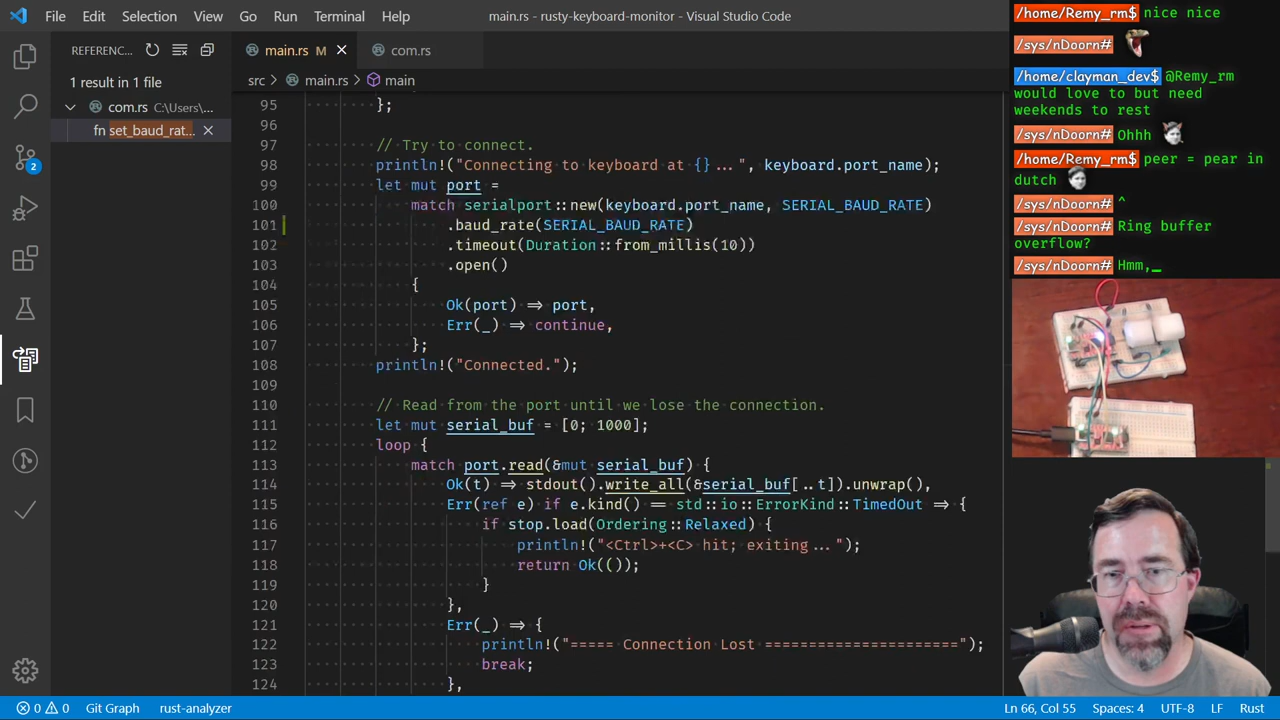 File Edit Selection View Go Run Terminal Help
main.rs - rusty-keyboard-monitor - Visual Studio Code
REFERENC...
1 result in 1 file
com.rs C:\Users\...
fn set_baud_rat...
main.rs M
com.rs
src > main.rs > main
95 };
96
97 // Try to connect.
98 println!("Connecting to keyboard at {}...", keyboard.port_name);
99 let mut port =
100 match serialport::new(keyboard.port_name, SERIAL_BAUD_RATE)
101 .baud_rate(SERIAL_BAUD_RATE)
102 .timeout(Duration::from_millis(10))
103 .open()
104 {
105 Ok(port) => port,
106 Err(_) => continue,
107 };
108 println!("Connected.");
109
110 // Read from the port until we lose the connection.
111 let mut serial_buf = [0; 1000];
112 loop {
113 match port.read(&mut serial_buf) {
114 Ok(t) => stdout().write_all(&serial_buf[..t]).unwrap(),
115 Err(ref e) if e.kind() == std::io::ErrorKind::TimedOut => {
116 if stop.load(Ordering::Relaxed) {
117 println!("<Ctrl>+<C> hit; exiting...");
118 return Ok(());
119 }
120 },
121 Err(_) => {
122 println!("===== Connection Lost ======================");
123 break;
124 },
2
0 0 Git Graph rust-analyzer
Ln 66, Col 55 Spaces: 4 UTF-8 LF Rust
/home/Remy_rm$ nice nice
/sys/nDoorn#
/home/clayman_dev$ @Remy_rm
would love to but need
weekends to rest
/sys/nDoorn# Ohhh
/home/Remy_rm$ peer = pear in
dutch
/sys/nDoorn# ^
/sys/nDoorn# Ring buffer
overflow?
/sys/nDoorn# Hmm,_